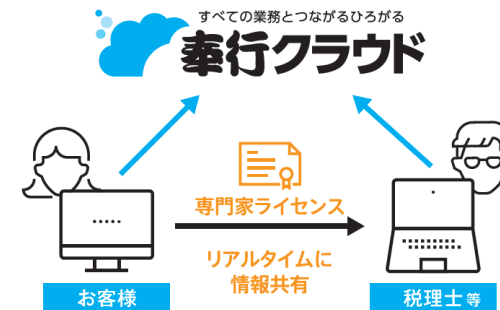 すべての業務とつながるひろがる
奉行クラウド
専門家ライセンス
リアルタイムに
情報共有
お客様
税理士等